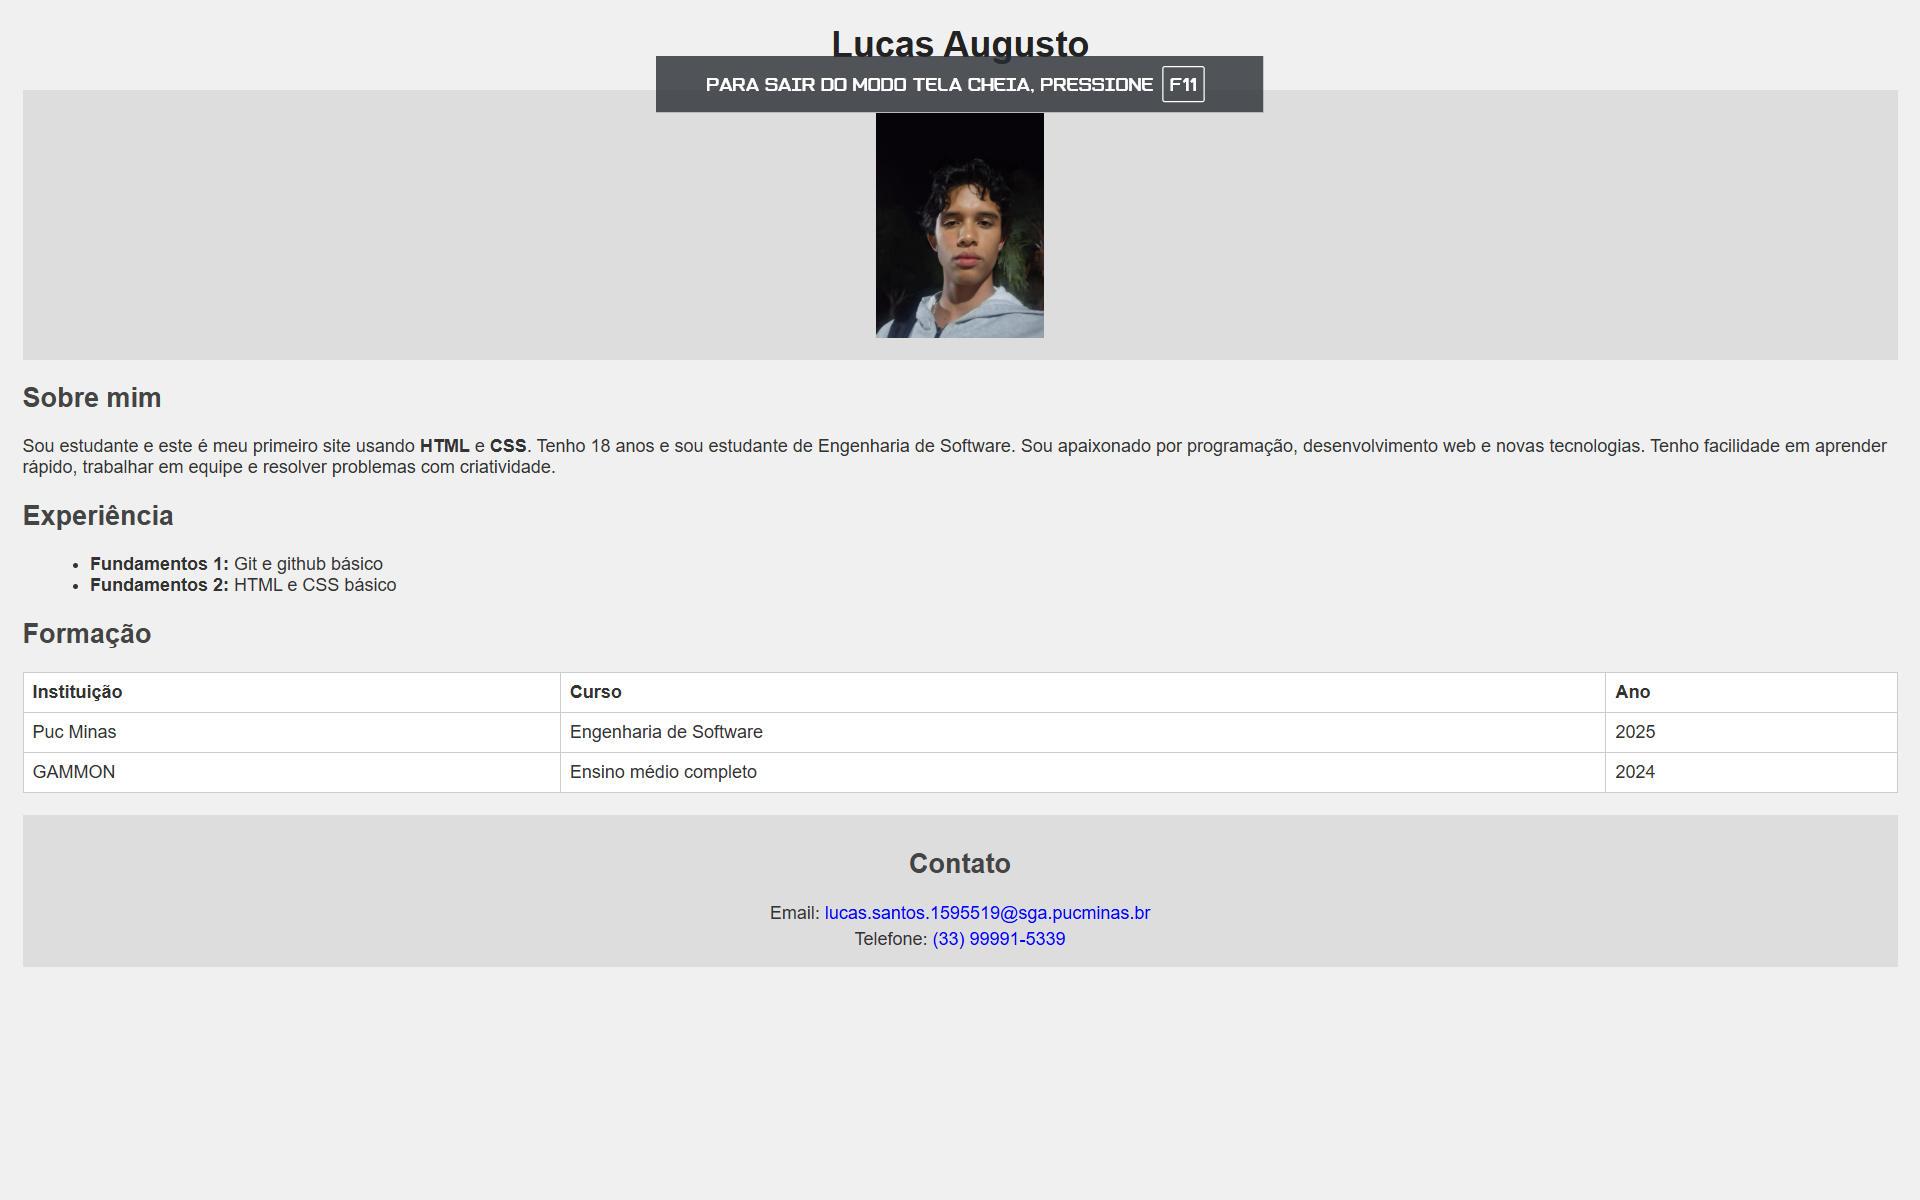 Lucas Augusto
PARA SAIR DO MODO TELA CHEIA, PRESSIONE F11
Sobre mim
Sou estudante e este é meu primeiro site usando HTML e CSS. Tenho 18 anos e sou estudante de Engenharia de Software. Sou apaixonado por programação, desenvolvimento web e novas tecnologias. Tenho facilidade em aprender
rápido, trabalhar em equipe e resolver problemas com criatividade.
Experiência
• Fundamentos 1: Git e github básico
• Fundamentos 2: HTML e CSS básico
Formação
Instituição Curso Ano
Puc Minas Engenharia de Software 2025
GAMMON Ensino médio completo 2024
Contato
Email: lucas.santos.1595519@sga.pucminas.br
Telefone: (33) 99991-5339